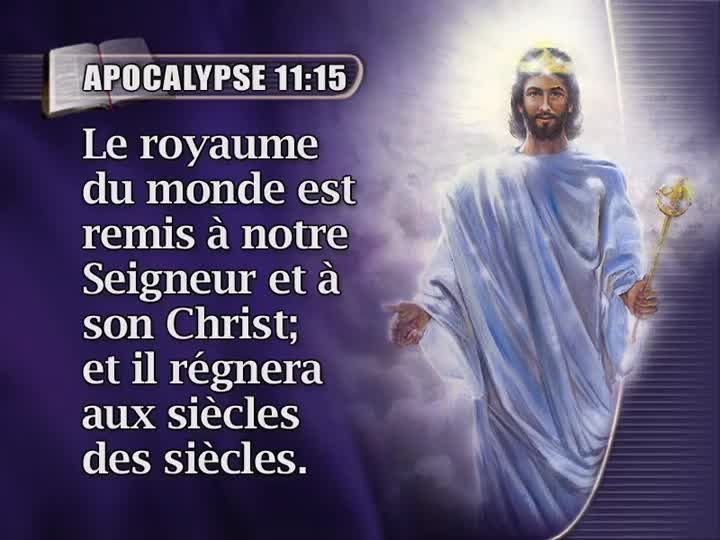 APOCALYPSE 11:15
Le royaume
du monde est
remis à notre
Seigneur et à
son Christ;
et il régnera
aux siècles
des siècles.